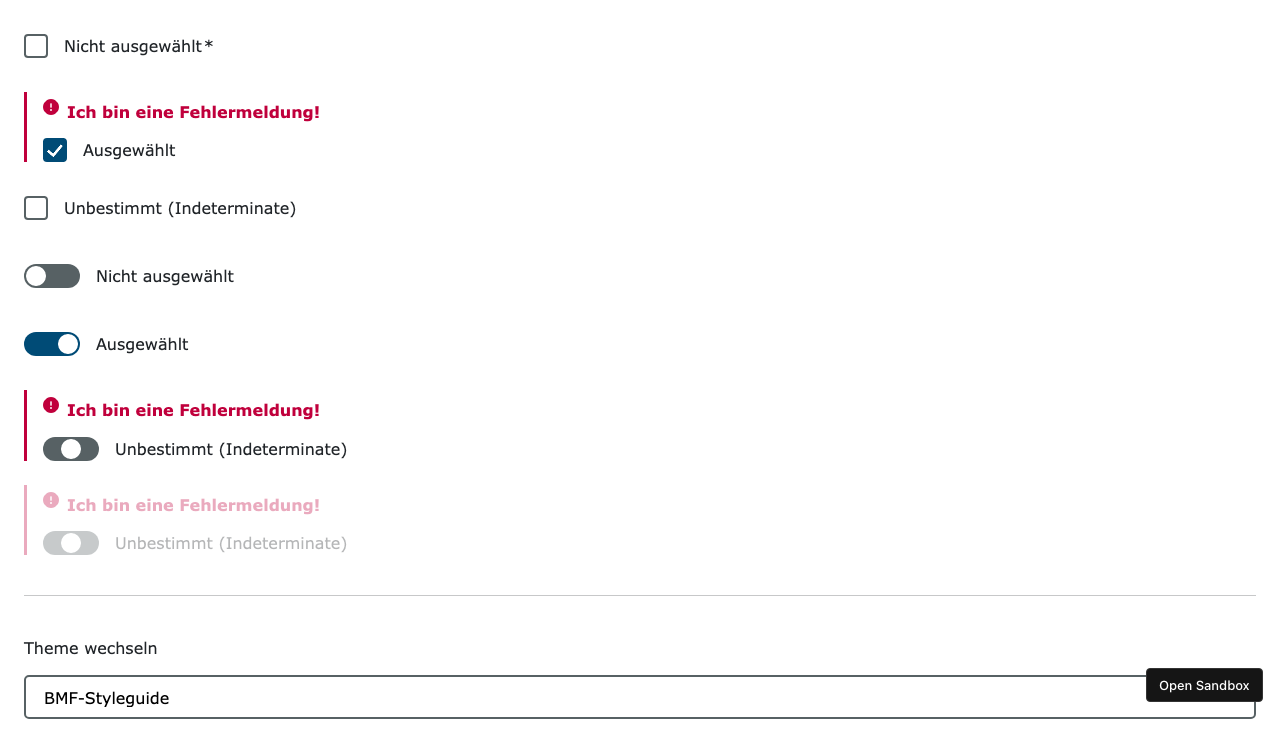 Nicht ausgewählt*
Ich bin eine Fehlermeldung!
Ausgewählt
Unbestimmt (Indeterminate)
Nicht ausgewählt
Ausgewählt
Ich bin eine Fehlermeldung!
Unbestimmt (Indeterminate)
Ich bin eine Fehlermeldung!
Unbestimmt (Indeterminate)
Theme wechseln
BMF-Styleguide
Open Sandbox